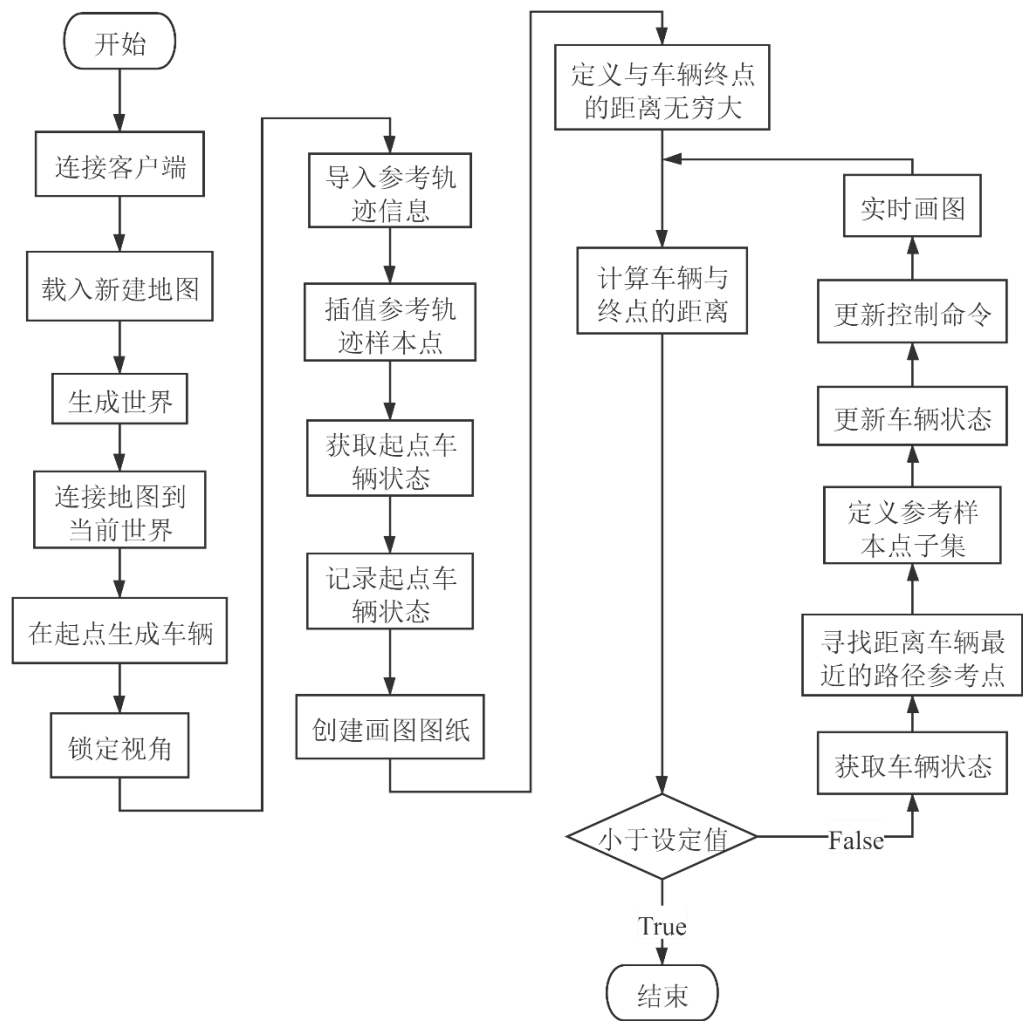 开始
连接客户端
载入新建地图
生成世界
连接地图到
当前世界
在起点生成车辆
锁定视角
导入参考轨
迹信息
插值参考轨
迹样本点
获取起点车
辆状态
记录起点车
辆状态
创建画图图纸
定义与车辆终点
的距离无穷大
计算车辆与
终点的距离
小于设定值
False
True
结束
获取车辆状态
寻找距离车辆最
近的路径参考点
定义参考样
本点子集
更新车辆状态
更新控制命令
实时画图